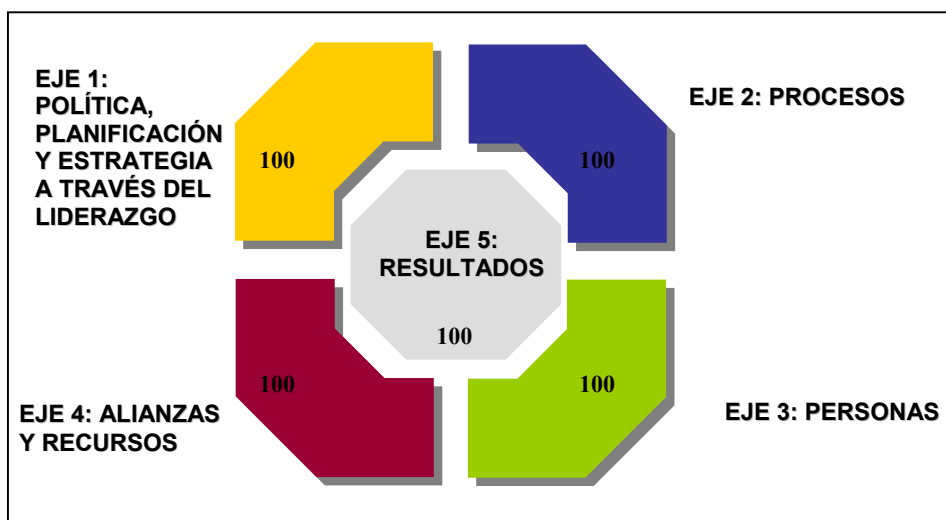 EJE 1:
POLÍTICA,
PLANIFICACIÓN
Y ESTRATEGIA
A TRAVÉS DEL
LIDERAZGO
100
100
EJE 2: PROCESOS
EJE 5:
RESULTADOS
100
EJE 4: ALIANZAS
Y RECURSOS
100
100
EJE 3: PERSONAS